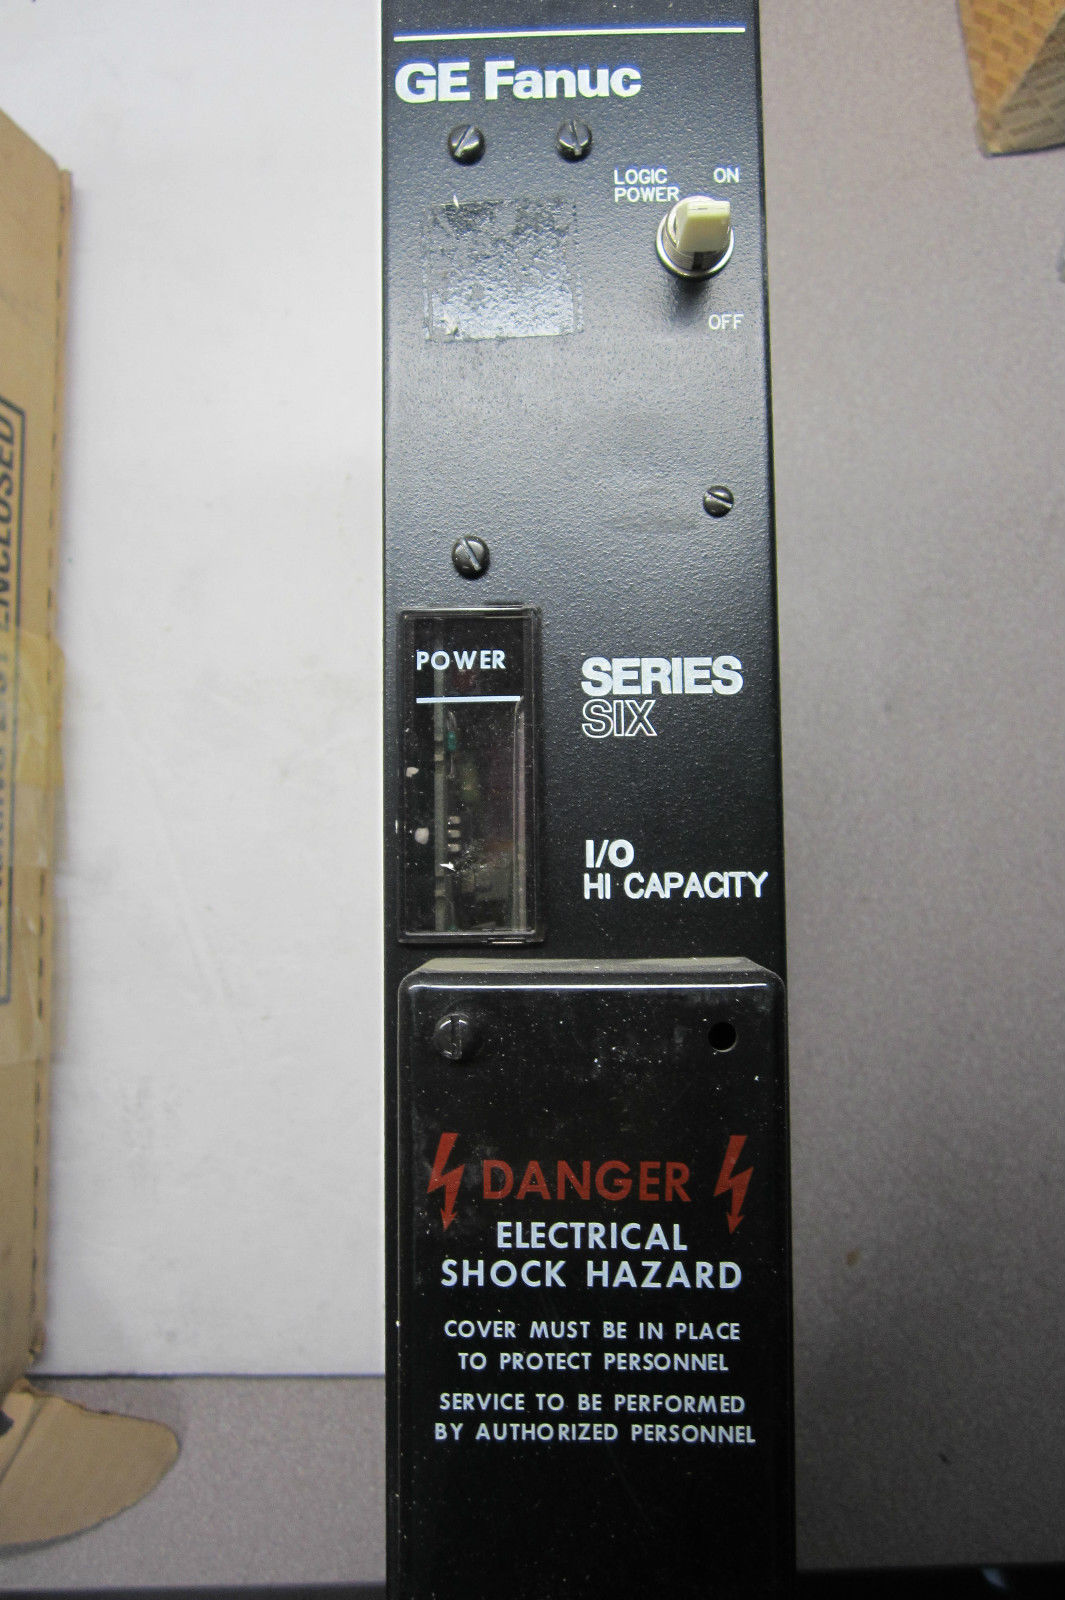 GE Fanuc
LOGIC
POWER
ON
OFF
POWER
SERIES
SIX
I/O
HI CAPACITY
DANGER
ELECTRICAL
SHOCK HAZARD
COVER MUST BE IN PLACE
TO PROTECT PERSONNEL
SERVICE TO BE PERFORMED
BY AUTHORIZED PERSONNEL
ENCLOSED